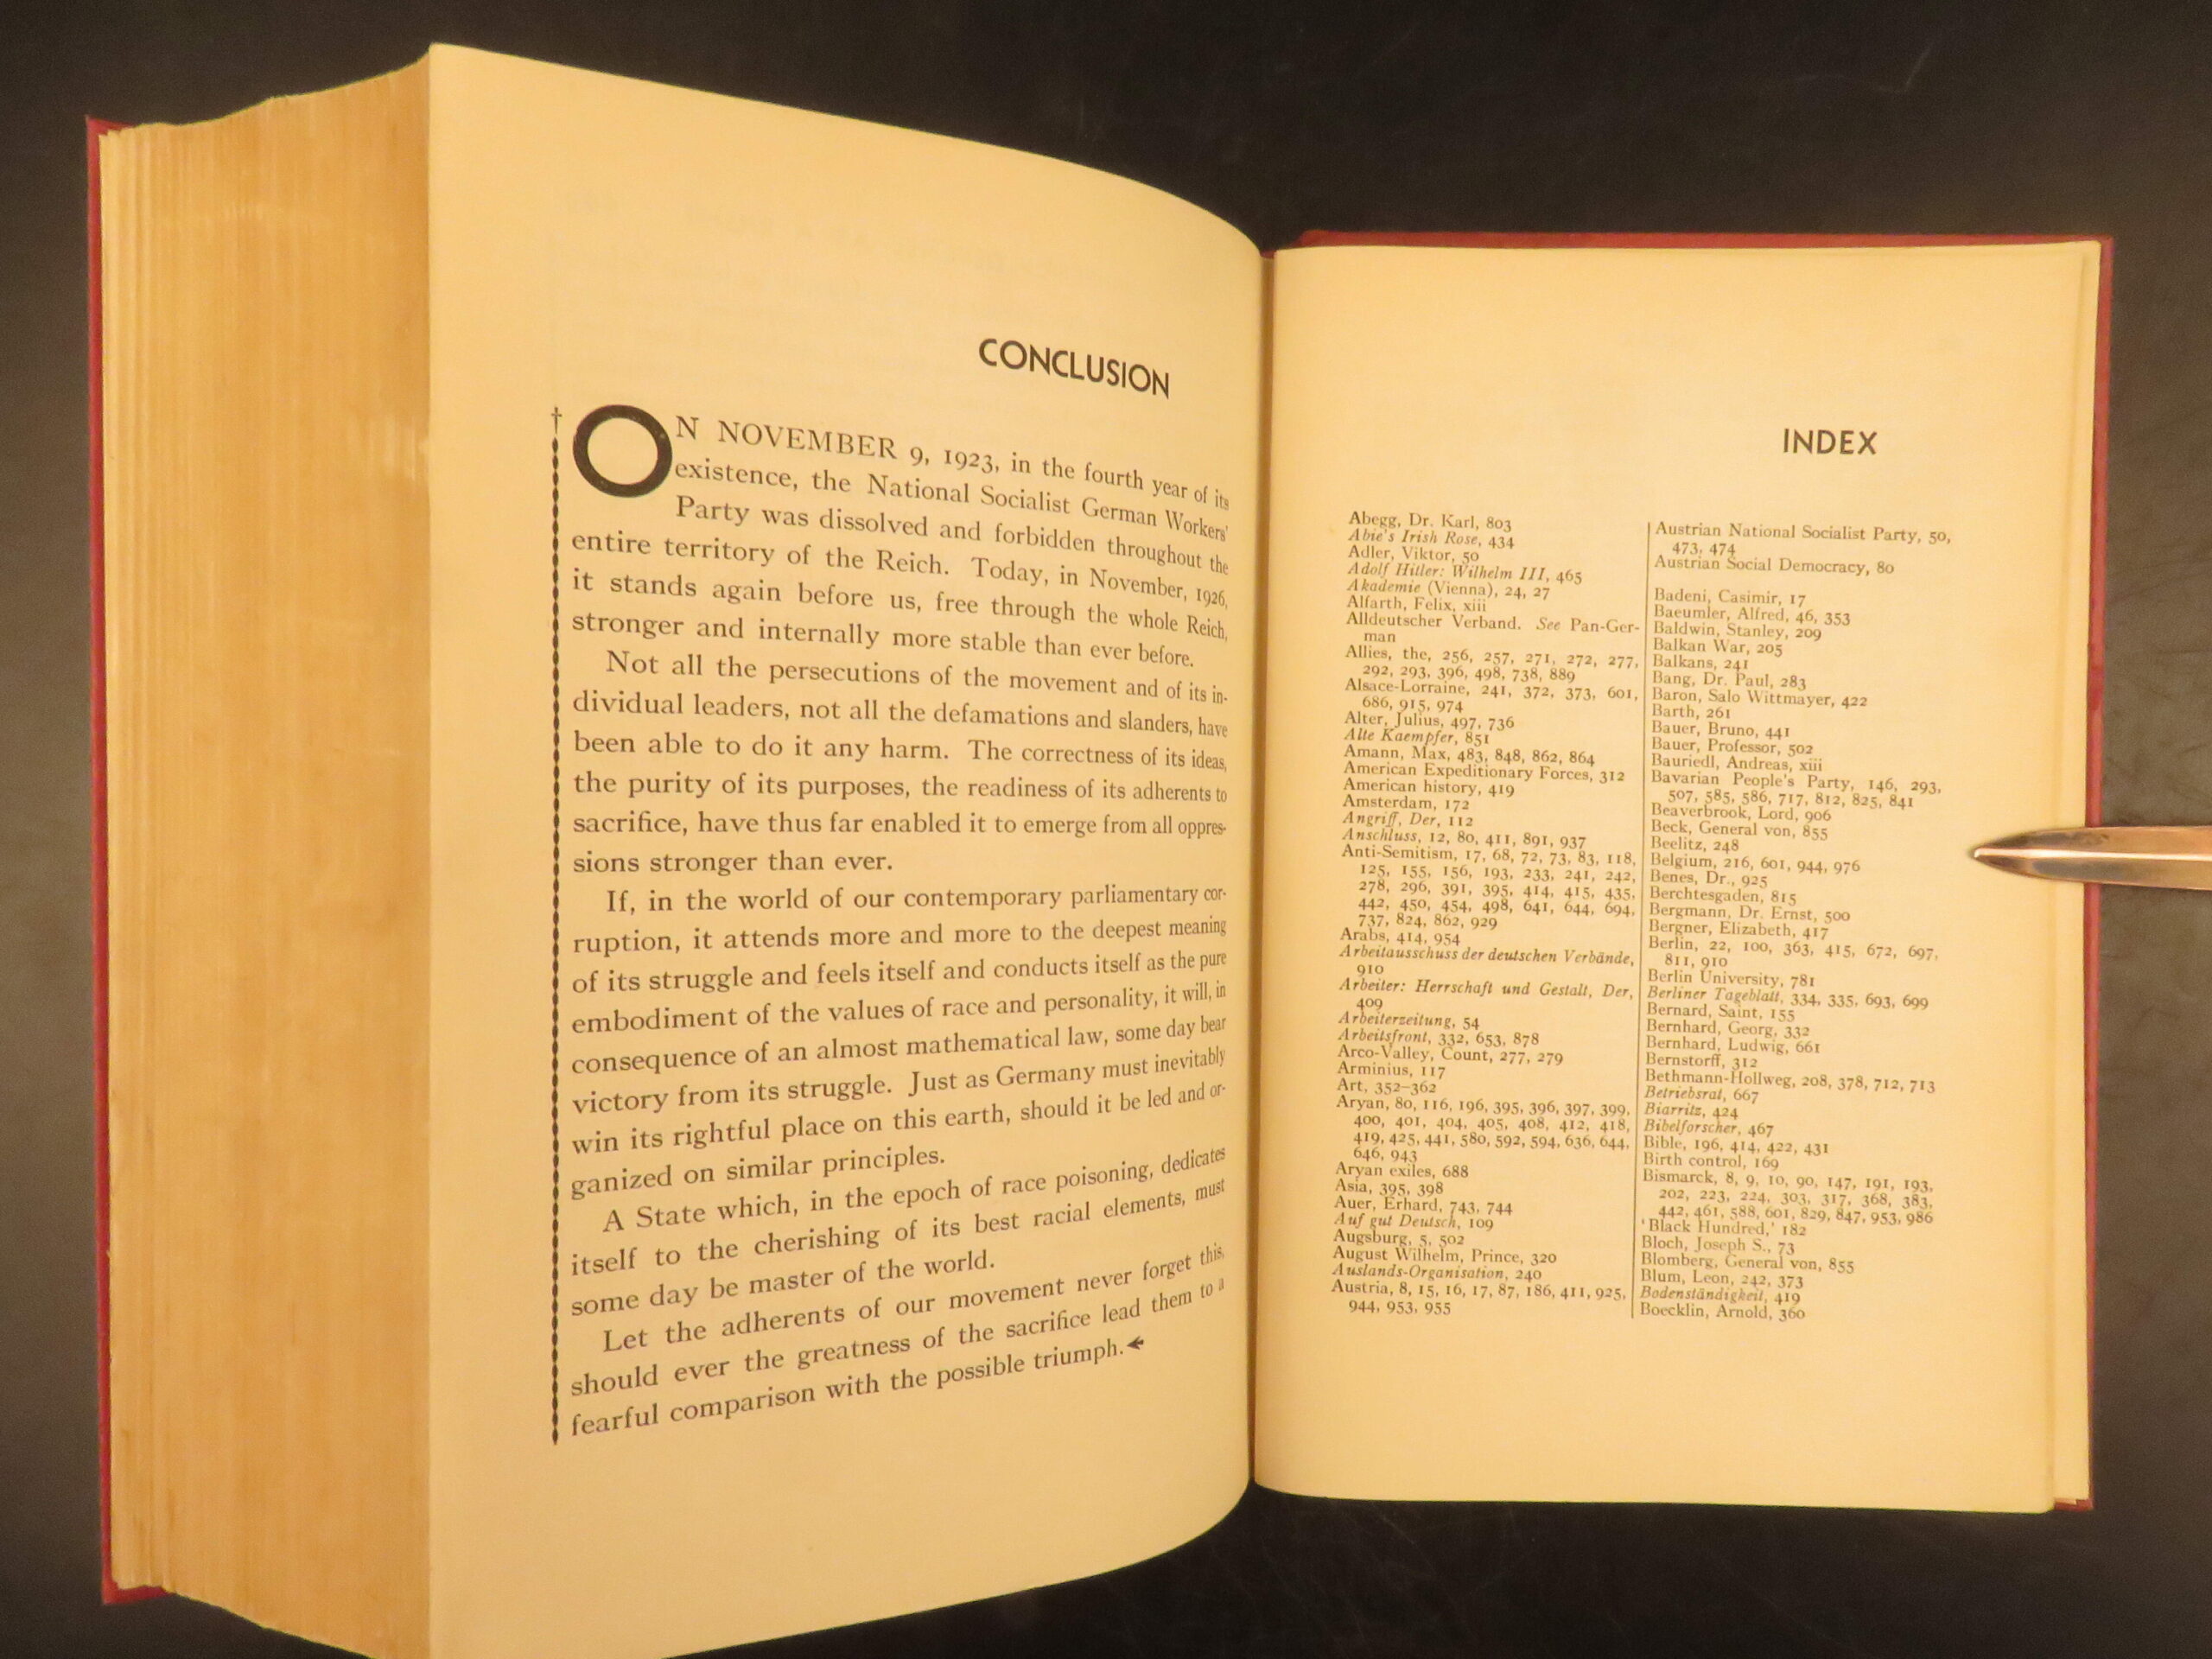 CONCLUSION
† ON NOVEMBER 9, 1923, in the fourth year of its
existence, the National Socialist German Workers'
Party was dissolved and forbidden throughout the
entire territory of the Reich. Today, in November, 1926,
it stands again before us, free through the whole Reich,
stronger and internally more stable than ever before.
Not all the persecutions of the movement and of its in-
dividual leaders, not all the defamations and slanders, have
been able to do it any harm. The correctness of its ideas,
the purity of its purposes, the readiness of its adherents to
sacrifice, have thus far enabled it to emerge from all oppres-
sions stronger than ever.
If, in the world of our contemporary parliamentary cor-
ruption, it attends more and more to the deepest meaning
of its struggle and feels itself and conducts itself as the pure
embodiment of the values of race and personality, it will, in
consequence of an almost mathematical law, some day bear
victory from its struggle. Just as Germany must inevitably
win its rightful place on this earth, should it be led and or-
ganized on similar principles.
A State which, in the epoch of race poisoning, dedicates
itself to the cherishing of its best racial elements, must
some day be master of the world.
Let the adherents of our movement never forget this,
should ever the greatness of the sacrifice lead them to a
fearful comparison with the possible triumph.
INDEX
Abegg, Dr. Karl, 803
Abie's Irish Rose, 434
Adler, Viktor, 50
Adolf Hitler: Wilhelm III, 465
Akademie (Vienna), 24, 27
Alfarth, Felix, xiii
Alldeutscher Verband. See Pan-Ger-
man
Allies, the, 256, 257, 271, 272, 277,
292, 293, 396, 498, 738, 889
Alsace-Lorraine, 241, 372, 373, 601,
686, 915, 974
Alter, Julius, 497, 736
Alte Kaempfer, 851
Amann, Max, 483, 848, 862, 864
American Expeditionary Forces, 312
American history, 419
Amsterdam, 172
Angriff, Der, 112
Anschluss, 12, 80, 411, 891, 937
Anti-Semitism, 17, 68, 72, 73, 83, 118,
125, 155, 156, 193, 233, 241, 242,
278, 296, 391, 395, 414, 415, 435,
442, 450, 454, 498, 641, 644, 694,
737, 824, 862, 929
Arabs, 414, 954
Arbeitausschuss der deutschen Verbände,
910
Arbeiter: Herrschaft und Gestalt, Der,
409
Arbeiterzeitung, 54
Arbeitsfront, 332, 653, 878
Arco-Valley, Count, 277, 279
Arminius, 117
Art, 352–362
Aryan, 80, 116, 196, 395, 396, 397, 399,
400, 401, 404, 405, 408, 412, 418,
419, 425, 441, 580, 592, 594, 636, 644,
646, 943
Aryan exiles, 688
Asia, 395, 398
Auer, Erhard, 743, 744
Auf gut Deutsch, 109
Augsburg, 5, 502
August Wilhelm, Prince, 320
Auslands-Organisation, 240
Austria, 8, 15, 16, 17, 87, 186, 411, 925,
944, 953, 955
Austrian National Socialist Party, 50,
473, 474
Austrian Social Democracy, 80
Badeni, Casimir, 17
Baeumler, Alfred, 46, 353
Baldwin, Stanley, 209
Balkan War, 205
Balkans, 241
Bang, Dr. Paul, 283
Baron, Salo Wittmayer, 422
Barth, 261
Bauer, Bruno, 441
Bauer, Professor, 502
Bauriedl, Andreas, xiii
Bavarian People's Party, 146, 293,
507, 585, 586, 717, 812, 825, 841
Beaverbrook, Lord, 906
Beck, General von, 855
Beelitz, 248
Belgium, 216, 601, 944, 976
Benes, Dr., 925
Berchtesgaden, 815
Bergmann, Dr. Ernst, 500
Bergner, Elizabeth, 417
Berlin, 22, 100, 363, 415, 672, 697,
811, 910
Berlin University, 781
Berliner Tageblatt, 334, 335, 693, 699
Bernard, Saint, 155
Bernhard, Georg, 332
Bernhard, Ludwig, 661
Bernstorff, 312
Bethmann-Hollweg, 208, 378, 712, 713
Betriebsrat, 667
Biarritz, 424
Bibelforscher, 467
Bible, 196, 414, 422, 431
Birth control, 169
Bismarck, 8, 9, 10, 90, 147, 191, 193,
202, 223, 224, 303, 317, 368, 383,
442, 461, 588, 601, 829, 847, 953, 986
'Black Hundred,' 182
Bloch, Joseph S., 73
Blomberg, General von, 855
Blum, Leon, 242, 373
Bodenständigkeit, 419
Boecklin, Arnold, 360